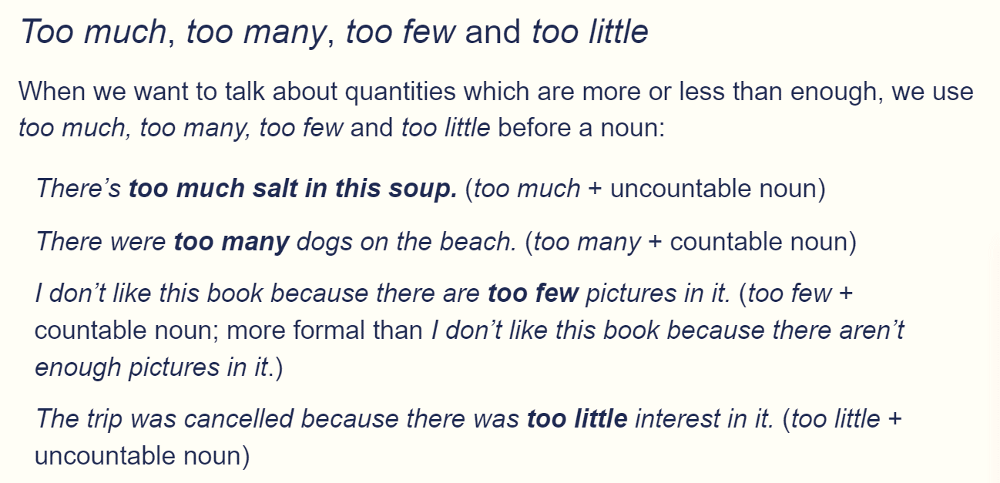 Too much, too many, too few and too little
When we want to talk about quantities which are more or less than enough, we use
too much, too many, too few and too little before a noun:
There’s too much salt in this soup. (too much + uncountable noun)
There were too many dogs on the beach. (too many + countable noun)
I don’t like this book because there are too few pictures in it. (too few +
countable noun; more formal than I don’t like this book because there aren’t
enough pictures in it.)
The trip was cancelled because there was too little interest in it. (too little +
uncountable noun)